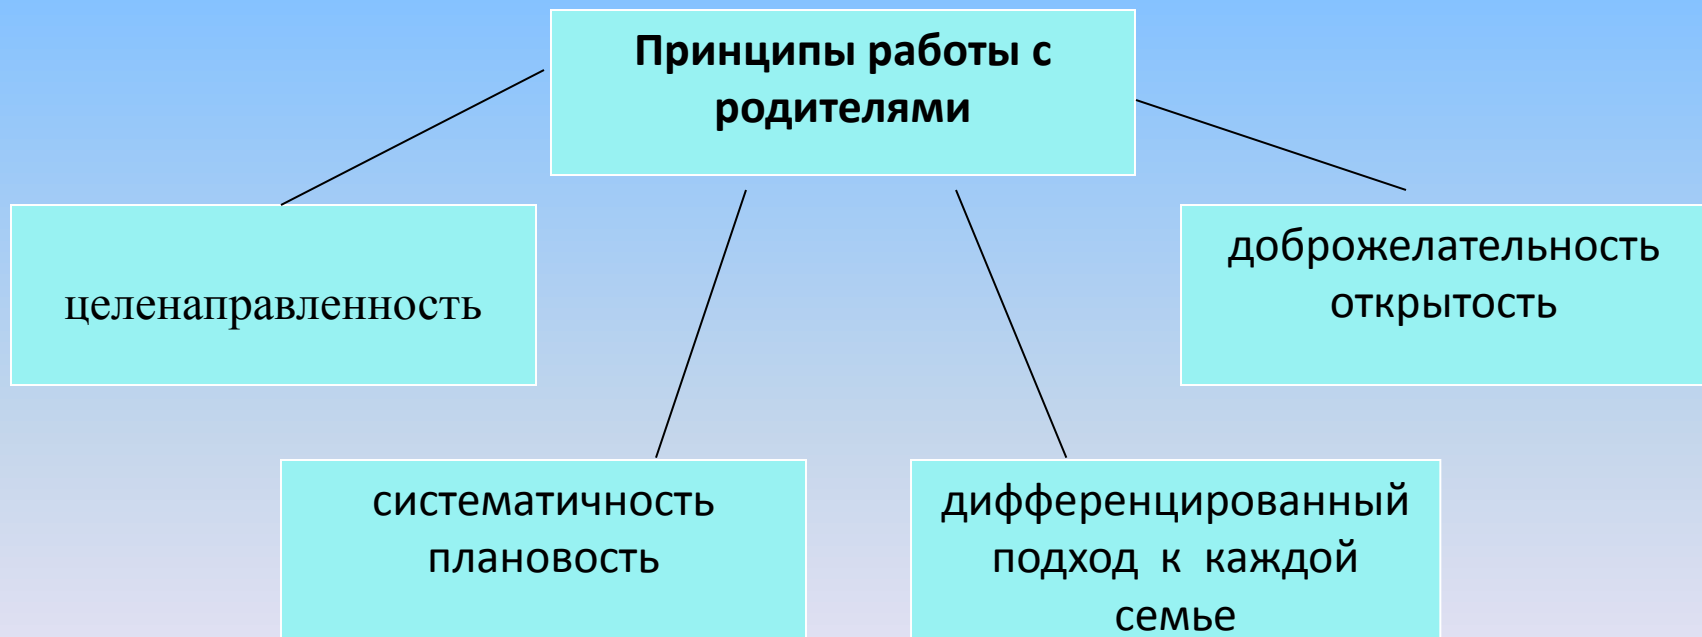 Принципы работы с
родителями
целенаправленность
доброжелательность
открытость
систематичность
плановость
дифференцированный
подход к каждой
семье